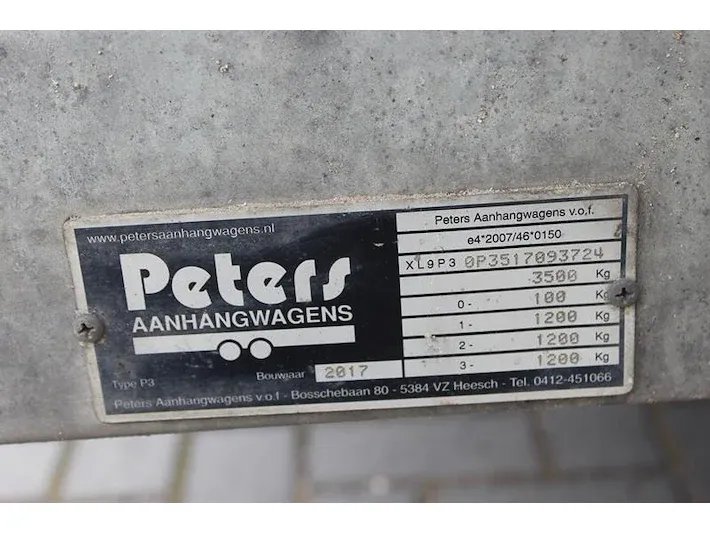 www.petersaanhangwagens.nl
Peters
AANHANGWAGENS
Type P3
Bouwjaar 2017
Peters Aanhangwagens v.o.f.
e4*2007/46*0150
XL9P3 0P3517093724
3500 Kg
0- 100 Kg
1- 1200 Kg
2- 1200 Kg
3- 1200 Kg
Peters Aanhangwagens v.o.f - Bosschebaan 80 - 5384 VZ Heesch - Tel. 0412-451066